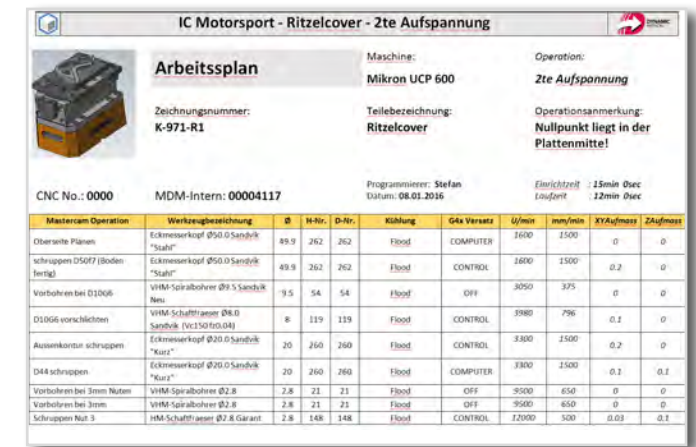 IC Motorsport - Ritzelcover - 2te Aufspannung
DYNAMIC
Arbeitsplan
Maschine:
Mikron UCP 600
Operation:
2te Aufspannung
Zeichnungsnummer:
K-971-R1
Teilebezeichnung:
Ritzelcover
Operationsanmerkung:
Nullpunkt liegt in der
Plattenmitte!
CNC No.: 0000
MDM-Intern: 00004117
Programmierer: Stefan
Datum: 08.01.2016
Einrichtzeit : 15min 0sec
Laufzeit : 12min 0sec
Mastercam Operation Werkzeugbezeichnung Ø H-Nr. D-Nr. Kühlung G4x Versatz U/min mm/min XYAufmass ZAufmass
Oberseite Planen Eckmesserkopf Ø50.0 Sandvik "Stahl" 49.9 262 262 Flood COMPUTER 1600 1500 0 0
schruppen D50f7 (Boden fertig) Eckmesserkopf Ø50.0 Sandvik "Stahl" 49.9 262 262 Flood CONTROL 1600 1500 0.2 0
Vorbohren bei D10G6 VHM-Spiralbohrer Ø9.5 Sandvik Neu 9.5 54 54 Flood OFF 3050 375 0 0
D10G6 vorschlichten VHM-Schaftfraeser Ø8.0 Sandvik (Vc150 fz0.04) 8 119 119 Flood CONTROL 3980 796 0.1 0
Aussenkontur schruppen Eckmesserkopf Ø20.0 Sandvik "Kurz" 20 260 260 Flood CONTROL 3300 1500 0.2 0
D44 schruppen Eckmesserkopf Ø20.0 Sandvik "Kurz" 20 260 260 Flood COMPUTER 3300 1500 0.1 0.1
Vorbohren bei 3mm Nuten VHM-Spiralbohrer Ø2.8 2.8 21 21 Flood OFF 9500 650 0 0
Vorbohren bei 3mm VHM-Spiralbohrer Ø2.8 2.8 21 21 Flood OFF 9500 650 0 0
Schruppen Nut 3 HM-Schaftfraeser Ø2.8 Garant 2.8 148 148 Flood CONTROL 12000 500 0.03 0.1